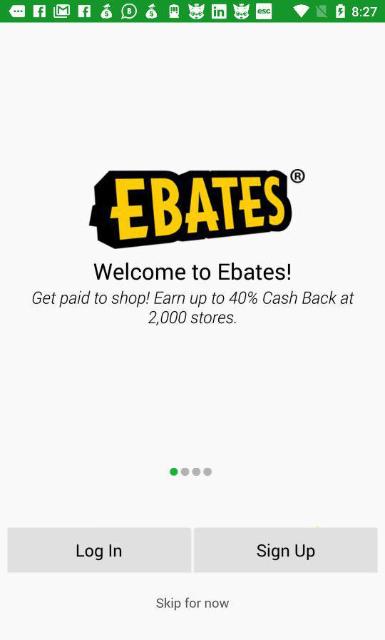 esc 8:27
EBATES®
Welcome to Ebates!
Get paid to shop! Earn up to 40% Cash Back at
2,000 stores.
Log In
Sign Up
Skip for now